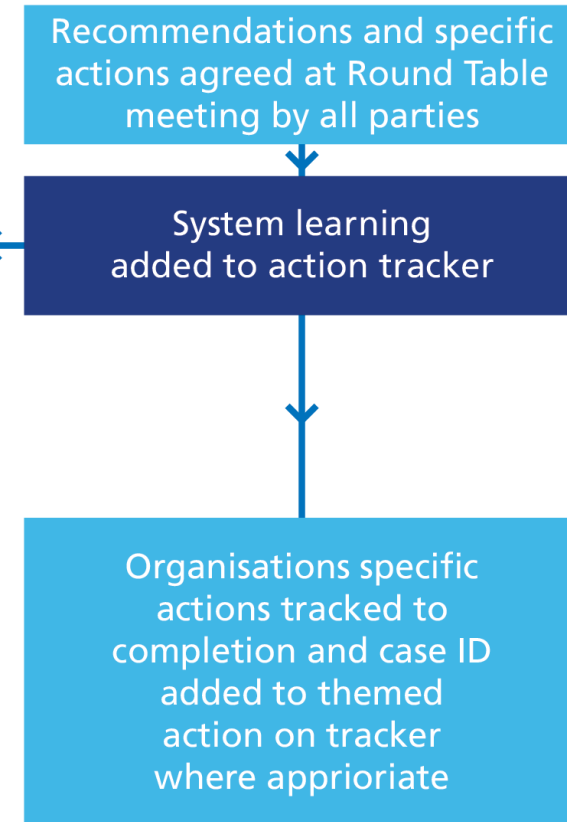 Recommendations and specific
actions agreed at Round Table
meeting by all parties
System learning
added to action tracker
Organisations specific
actions tracked to
completion and case ID
added to themed
action on tracker
where apprioriate